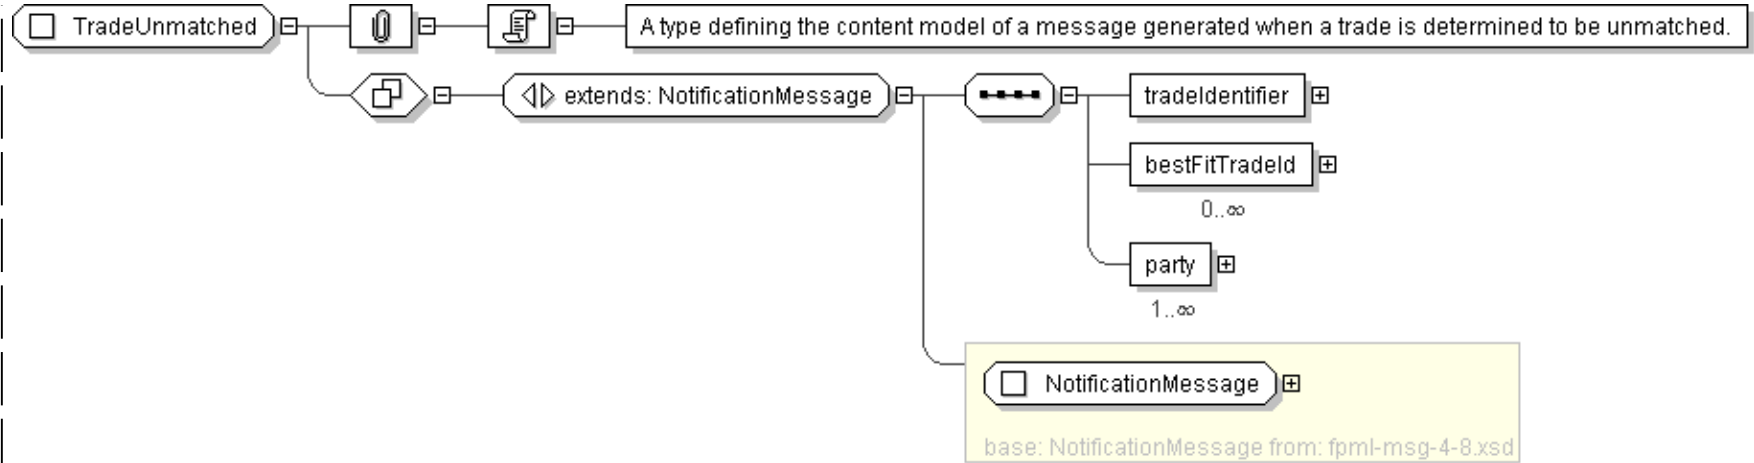 TradeUnmatched
A type defining the content model of a message generated when a trade is determined to be unmatched.
extends: NotificationMessage
tradeIdentifier
bestFitTradeId
0..∞
party
1..∞
NotificationMessage
base: NotificationMessage from: fpml-msg-4-8.xsd